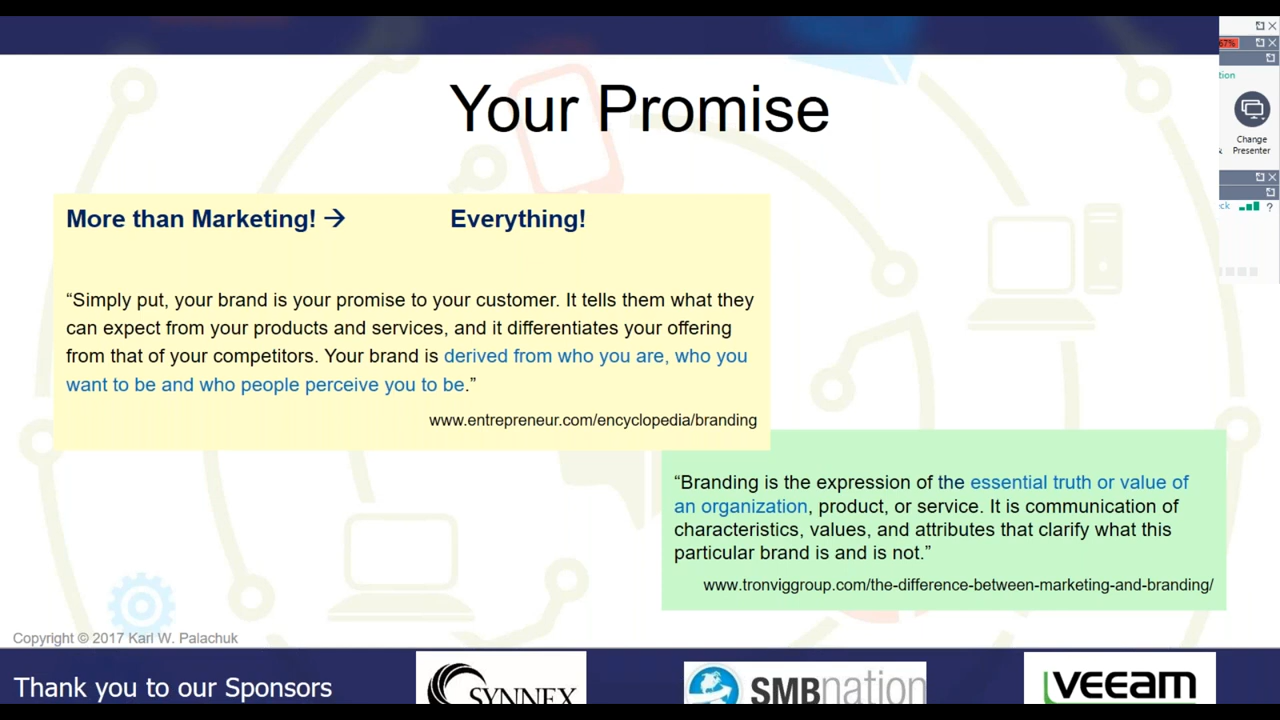 Your Promise
More than Marketing! → Everything!
“Simply put, your brand is your promise to your customer. It tells them what they
can expect from your products and services, and it differentiates your offering
from that of your competitors. Your brand is derived from who you are, who you
want to be and who people perceive you to be.”
www.entrepreneur.com/encyclopedia/branding
“Branding is the expression of the essential truth or value of
an organization, product, or service. It is communication of
characteristics, values, and attributes that clarify what this
particular brand is and is not.”
www.tronviggroup.com/the-difference-between-marketing-and-branding/
Copyright © 2017 Karl W. Palachuk
Thank you to our Sponsors
SYNNEX
SMBnation
veeam
67%
Change
Presenter
?